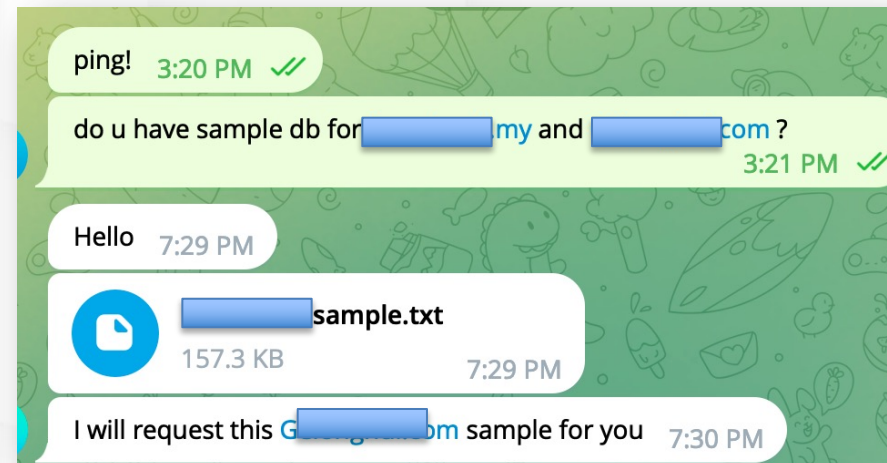 ping! 3:20 PM
do u have sample db for .my and com ?
3:21 PM
Hello 7:29 PM
sample.txt
157.3 KB 7:29 PM
I will request this G om sample for you 7:30 PM